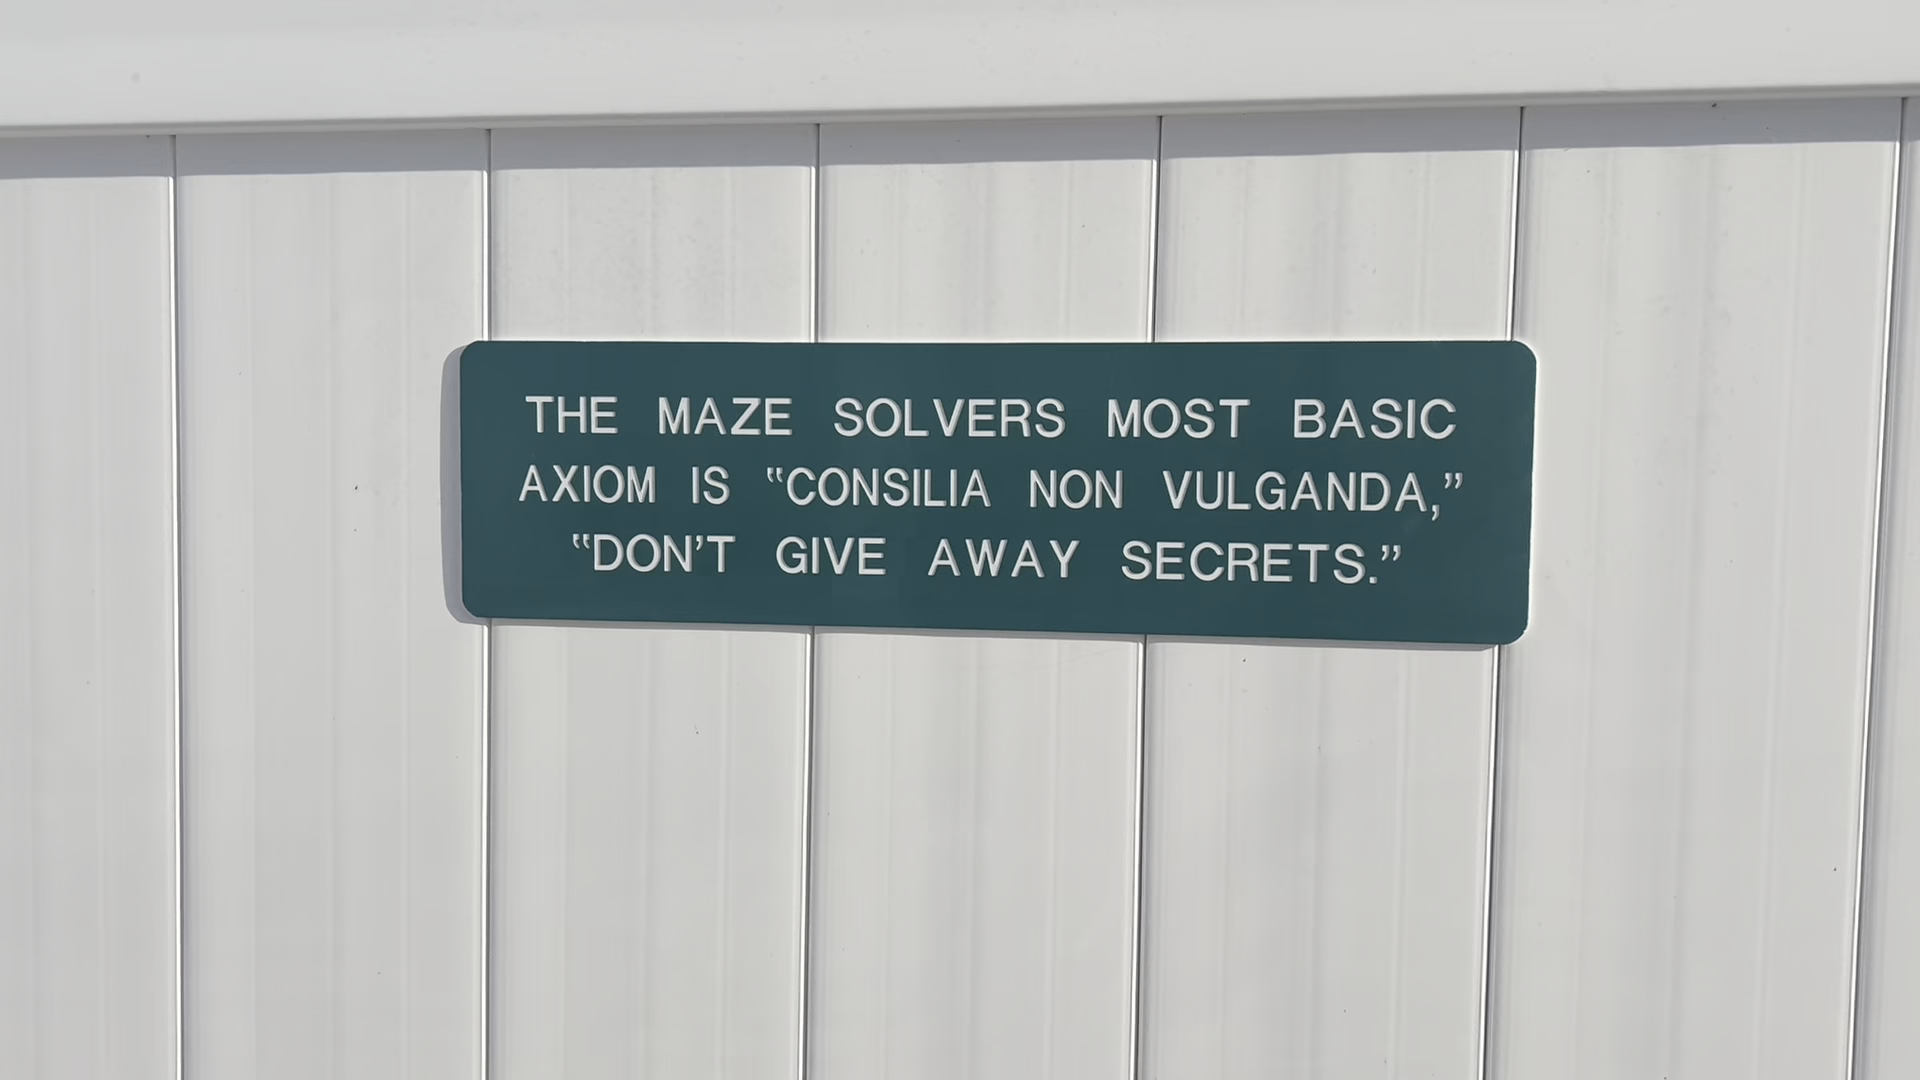 THE MAZE SOLVERS MOST BASIC
AXIOM IS “CONSILIA NON VULGANDA,”
“DON’T GIVE AWAY SECRETS.”